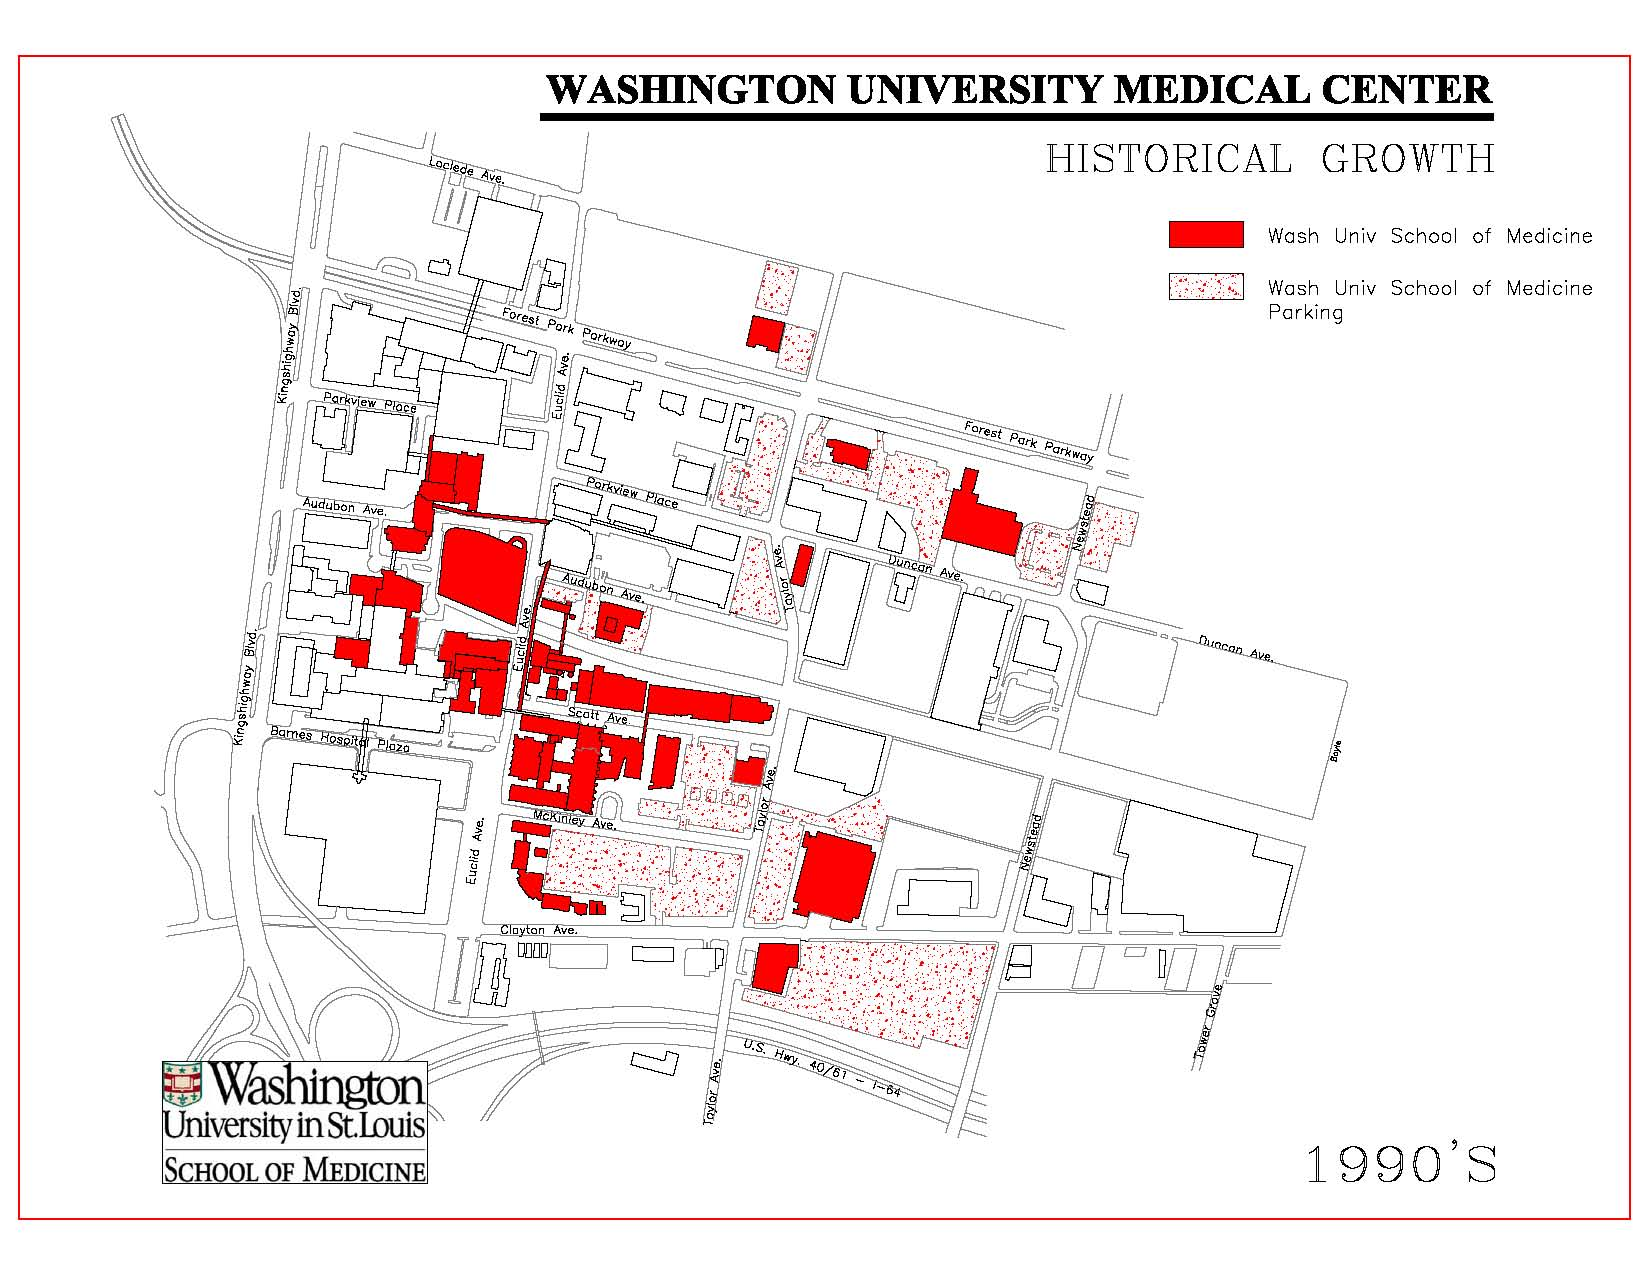 WASHINGTON UNIVERSITY MEDICAL CENTER
HISTORICAL GROWTH
Wash Univ School of Medicine
Wash Univ School of Medicine
Parking
Laclede Ave.
Kingshighway Blvd.
Forest Park Parkway
Euclid Ave.
Parkview Place
Forest Park Parkway
Parkview Place
Audubon Ave.
Newstead
Taylor Ave.
Duncan Ave.
Audubon Ave.
Euclid Ave.
Kingshighway Blvd.
Duncan Ave.
Scott Ave
Barnes Hospital Plaza
Boyle
Taylor Ave.
McKinley Ave.
Euclid Ave.
Newstead
Clayton Ave.
Tower Grove
U.S. Hwy. 40/61 - I-64
Taylor Ave.
Washington
University in St. Louis
SCHOOL OF MEDICINE
1990'S